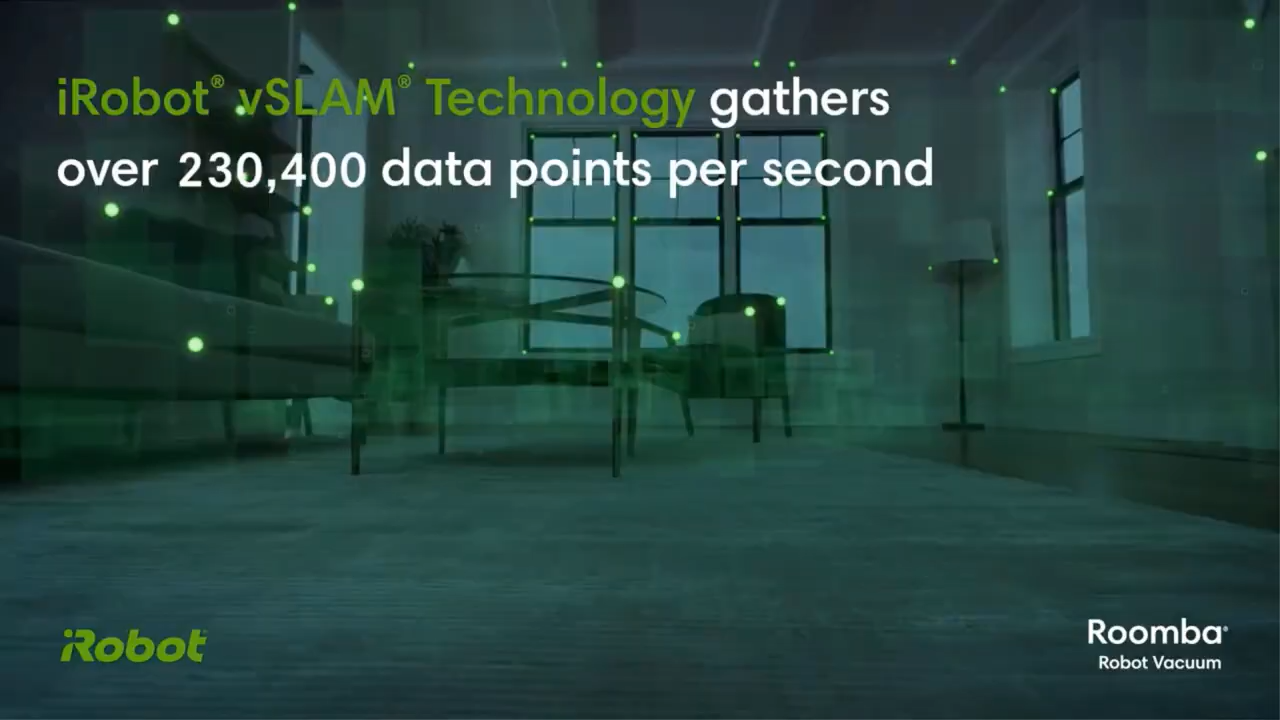 iRobot® vSLAM® Technology gathers
over 230,400 data points per second
iRobot
Roomba®
Robot Vacuum